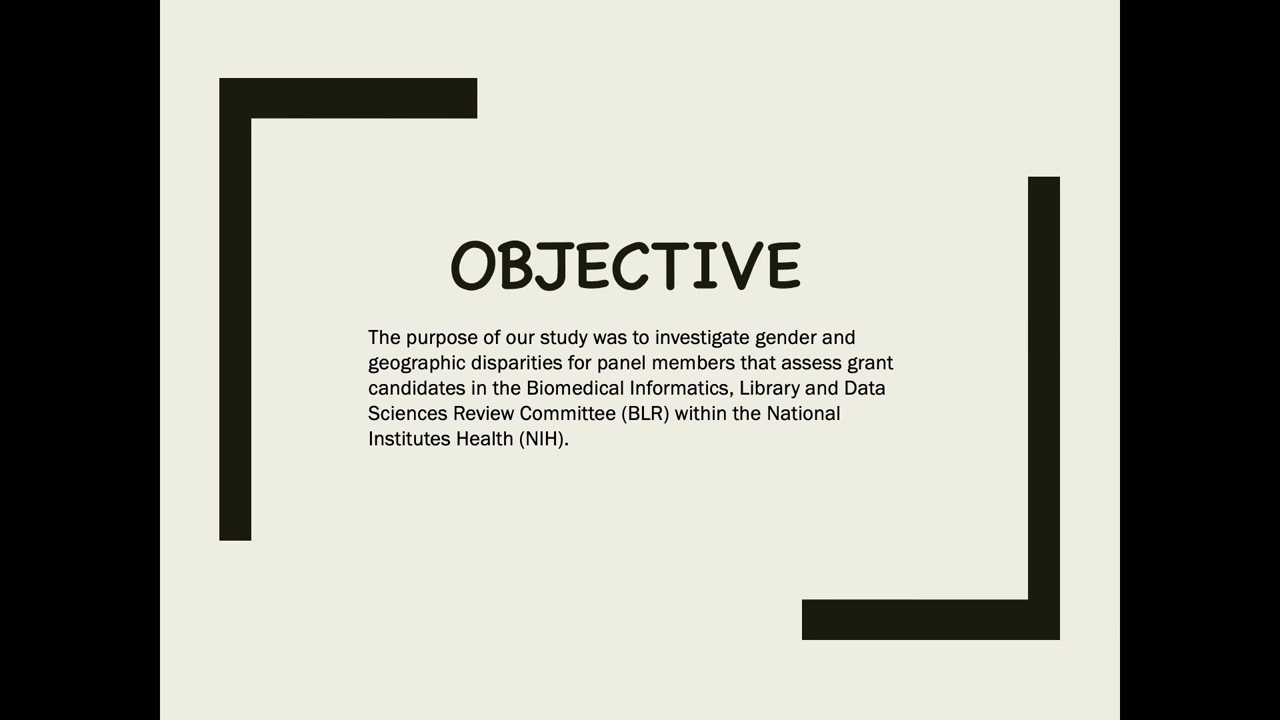 OBJECTIVE
The purpose of our study was to investigate gender and
geographic disparities for panel members that assess grant
candidates in the Biomedical Informatics, Library and Data
Sciences Review Committee (BLR) within the National
Institutes Health (NIH).